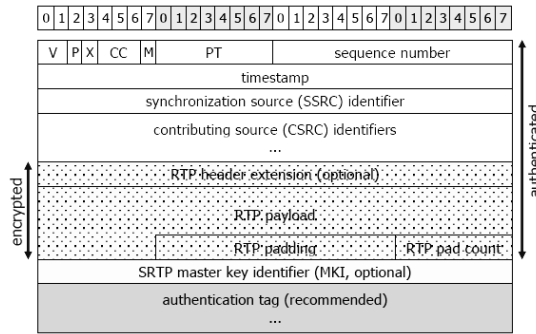 0 1 2 3 4 5 6 7 0 1 2 3 4 5 6 7 0 1 2 3 4 5 6 7 0 1 2 3 4 5 6 7
V P X CC M PT sequence number
timestamp
synchronization source (SSRC) identifier
contributing source (CSRC) identifiers
...
RTP header extension (optional)
RTP payload
RTP padding RTP pad count
SRTP master key identifier (MKI, optional)
authentication tag (recommended)
...
encrypted
authenticated